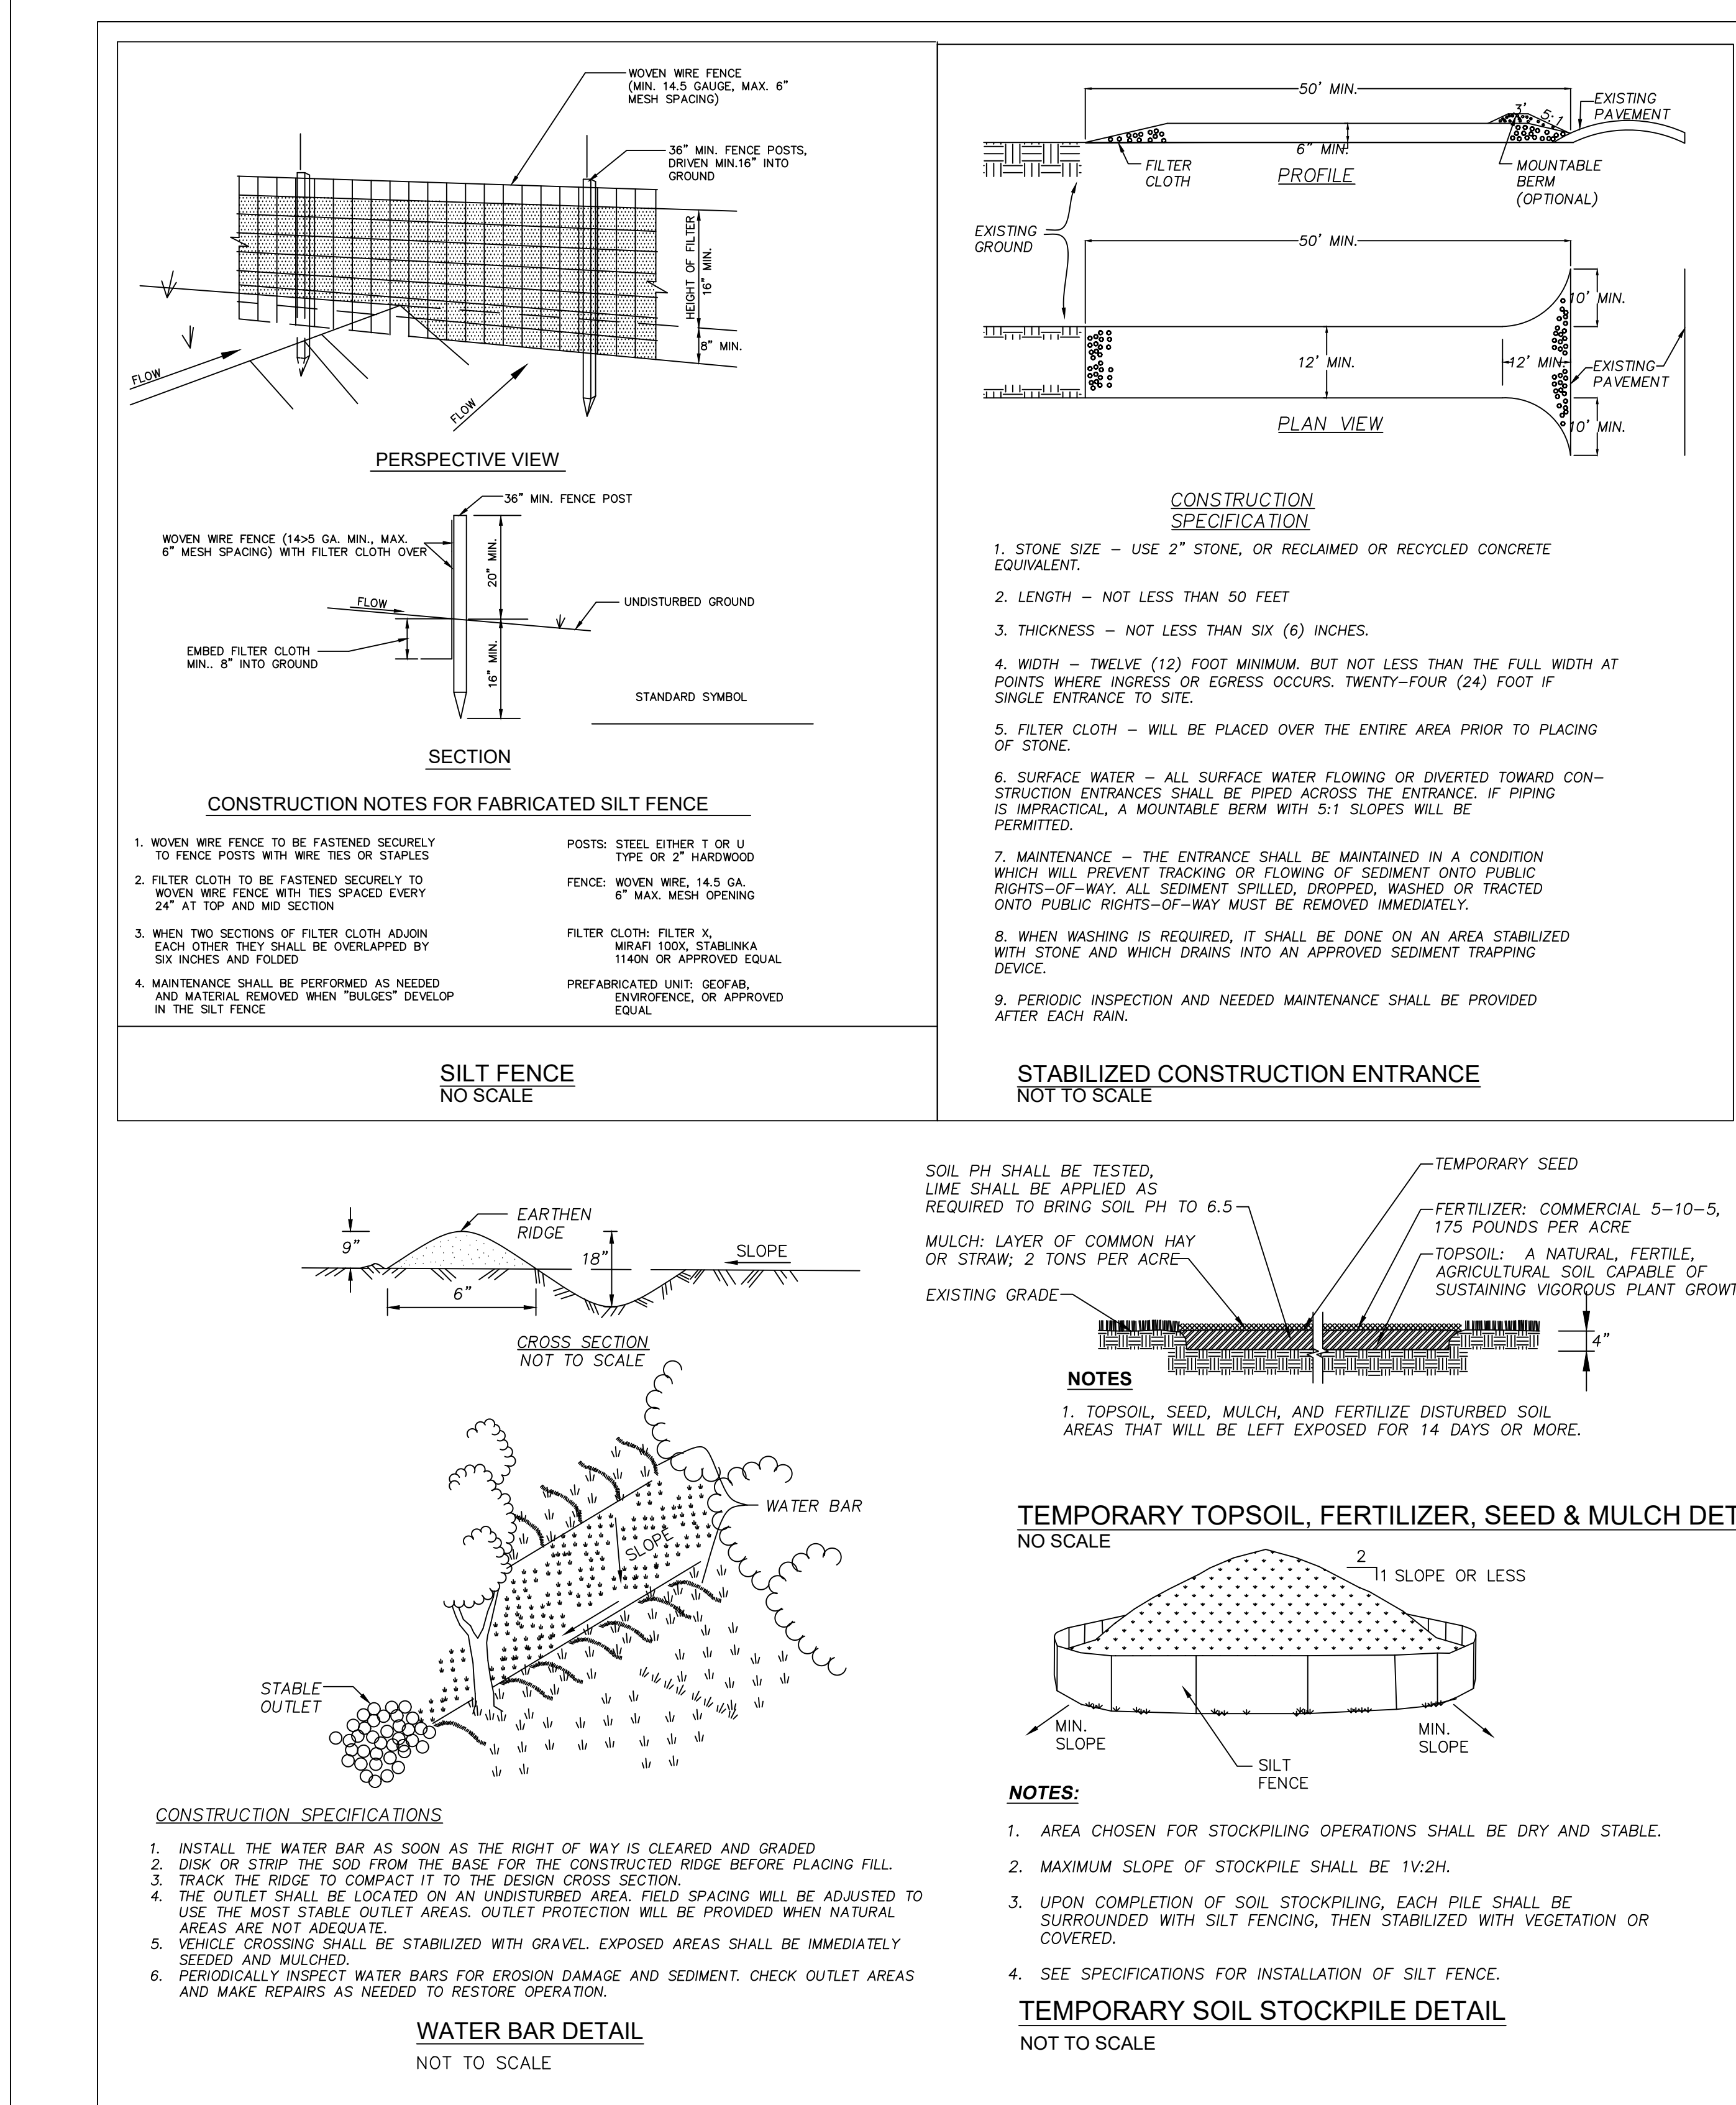 WOVEN WIRE FENCE
(MIN. 14.5 GAUGE, MAX. 6"
MESH SPACING)
36" MIN. FENCE POSTS,
DRIVEN MIN.16" INTO
GROUND
HEIGHT OF FILTER
16" MIN.
8" MIN.
FLOW
FLOW
PERSPECTIVE VIEW
36" MIN. FENCE POST
WOVEN WIRE FENCE (14>5 GA. MIN., MAX.
6" MESH SPACING) WITH FILTER CLOTH OVER
20" MIN.
FLOW
UNDISTURBED GROUND
EMBED FILTER CLOTH
MIN.. 8" INTO GROUND
16" MIN.
STANDARD SYMBOL
SECTION
CONSTRUCTION NOTES FOR FABRICATED SILT FENCE
1. WOVEN WIRE FENCE TO BE FASTENED SECURELY
TO FENCE POSTS WITH WIRE TIES OR STAPLES
2. FILTER CLOTH TO BE FASTENED SECURELY TO
WOVEN WIRE FENCE WITH TIES SPACED EVERY
24" AT TOP AND MID SECTION
3. WHEN TWO SECTIONS OF FILTER CLOTH ADJOIN
EACH OTHER THEY SHALL BE OVERLAPPED BY
SIX INCHES AND FOLDED
4. MAINTENANCE SHALL BE PERFORMED AS NEEDED
AND MATERIAL REMOVED WHEN "BULGES" DEVELOP
IN THE SILT FENCE
POSTS: STEEL EITHER T OR U
TYPE OR 2" HARDWOOD
FENCE: WOVEN WIRE, 14.5 GA.
6" MAX. MESH OPENING
FILTER CLOTH: FILTER X,
MIRAFI 100X, STABLINKA
1140N OR APPROVED EQUAL
PREFABRICATED UNIT: GEOFAB,
ENVIROFENCE, OR APPROVED
EQUAL
SILT FENCE
NO SCALE
50' MIN.
3'
5:1
EXISTING
PAVEMENT
6" MIN.
FILTER
CLOTH
PROFILE
MOUNTABLE
BERM
(OPTIONAL)
EXISTING
GROUND
50' MIN.
10' MIN.
12' MIN.
12' MIN.
EXISTING
PAVEMENT
10' MIN.
PLAN VIEW
CONSTRUCTION
SPECIFICATION
1. STONE SIZE – USE 2" STONE, OR RECLAIMED OR RECYCLED CONCRETE
EQUIVALENT.
2. LENGTH – NOT LESS THAN 50 FEET
3. THICKNESS – NOT LESS THAN SIX (6) INCHES.
4. WIDTH – TWELVE (12) FOOT MINIMUM. BUT NOT LESS THAN THE FULL WIDTH AT
POINTS WHERE INGRESS OR EGRESS OCCURS. TWENTY–FOUR (24) FOOT IF
SINGLE ENTRANCE TO SITE.
5. FILTER CLOTH – WILL BE PLACED OVER THE ENTIRE AREA PRIOR TO PLACING
OF STONE.
6. SURFACE WATER – ALL SURFACE WATER FLOWING OR DIVERTED TOWARD CON–
STRUCTION ENTRANCES SHALL BE PIPED ACROSS THE ENTRANCE. IF PIPING
IS IMPRACTICAL, A MOUNTABLE BERM WITH 5:1 SLOPES WILL BE
PERMITTED.
7. MAINTENANCE – THE ENTRANCE SHALL BE MAINTAINED IN A CONDITION
WHICH WILL PREVENT TRACKING OR FLOWING OF SEDIMENT ONTO PUBLIC
RIGHTS–OF–WAY. ALL SEDIMENT SPILLED, DROPPED, WASHED OR TRACTED
ONTO PUBLIC RIGHTS–OF–WAY MUST BE REMOVED IMMEDIATELY.
8. WHEN WASHING IS REQUIRED, IT SHALL BE DONE ON AN AREA STABILIZED
WITH STONE AND WHICH DRAINS INTO AN APPROVED SEDIMENT TRAPPING
DEVICE.
9. PERIODIC INSPECTION AND NEEDED MAINTENANCE SHALL BE PROVIDED
AFTER EACH RAIN.
STABILIZED CONSTRUCTION ENTRANCE
NOT TO SCALE
EARTHEN
RIDGE
9"
18"
SLOPE
6"
CROSS SECTION
NOT TO SCALE
WATER BAR
SLOPE
STABLE
OUTLET
CONSTRUCTION SPECIFICATIONS
1. INSTALL THE WATER BAR AS SOON AS THE RIGHT OF WAY IS CLEARED AND GRADED
2. DISK OR STRIP THE SOD FROM THE BASE FOR THE CONSTRUCTED RIDGE BEFORE PLACING FILL.
3. TRACK THE RIDGE TO COMPACT IT TO THE DESIGN CROSS SECTION.
4. THE OUTLET SHALL BE LOCATED ON AN UNDISTURBED AREA. FIELD SPACING WILL BE ADJUSTED TO
USE THE MOST STABLE OUTLET AREAS. OUTLET PROTECTION WILL BE PROVIDED WHEN NATURAL
AREAS ARE NOT ADEQUATE.
5. VEHICLE CROSSING SHALL BE STABILIZED WITH GRAVEL. EXPOSED AREAS SHALL BE IMMEDIATELY
SEEDED AND MULCHED.
6. PERIODICALLY INSPECT WATER BARS FOR EROSION DAMAGE AND SEDIMENT. CHECK OUTLET AREAS
AND MAKE REPAIRS AS NEEDED TO RESTORE OPERATION.
WATER BAR DETAIL
NOT TO SCALE
SOIL PH SHALL BE TESTED,
LIME SHALL BE APPLIED AS
REQUIRED TO BRING SOIL PH TO 6.5
MULCH: LAYER OF COMMON HAY
OR STRAW; 2 TONS PER ACRE
EXISTING GRADE
TEMPORARY SEED
FERTILIZER: COMMERCIAL 5–10–5,
175 POUNDS PER ACRE
TOPSOIL: A NATURAL, FERTILE,
AGRICULTURAL SOIL CAPABLE OF
SUSTAINING VIGOROUS PLANT GROWT
4"
NOTES
1. TOPSOIL, SEED, MULCH, AND FERTILIZE DISTURBED SOIL
AREAS THAT WILL BE LEFT EXPOSED FOR 14 DAYS OR MORE.
TEMPORARY TOPSOIL, FERTILIZER, SEED & MULCH DET
NO SCALE
2
1 SLOPE OR LESS
MIN.
SLOPE
MIN.
SLOPE
SILT
FENCE
NOTES:
1. AREA CHOSEN FOR STOCKPILING OPERATIONS SHALL BE DRY AND STABLE.
2. MAXIMUM SLOPE OF STOCKPILE SHALL BE 1V:2H.
3. UPON COMPLETION OF SOIL STOCKPILING, EACH PILE SHALL BE
SURROUNDED WITH SILT FENCING, THEN STABILIZED WITH VEGETATION OR
COVERED.
4. SEE SPECIFICATIONS FOR INSTALLATION OF SILT FENCE.
TEMPORARY SOIL STOCKPILE DETAIL
NOT TO SCALE